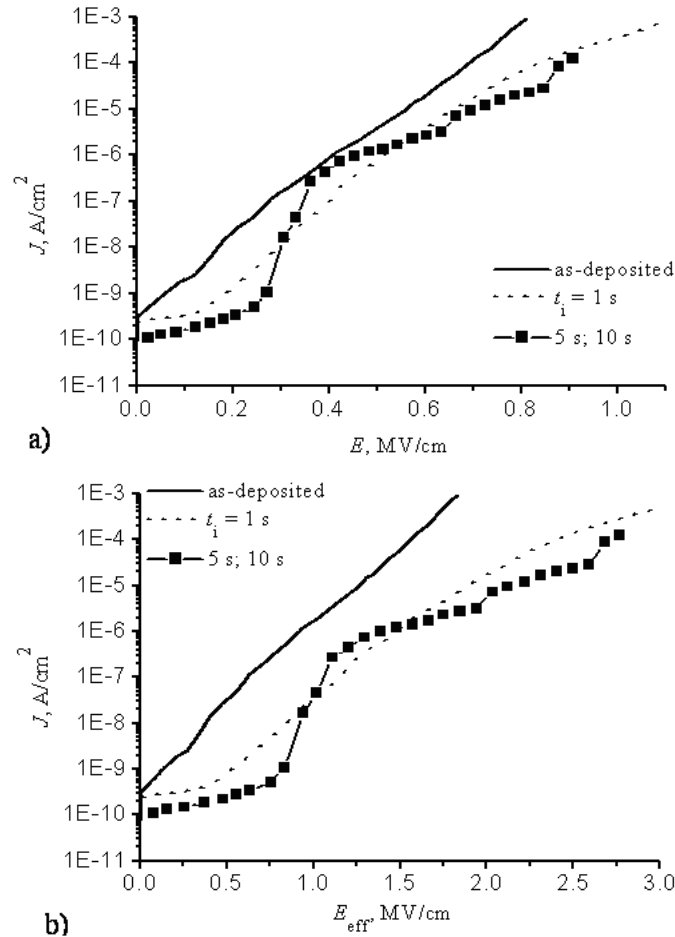 1E-3
1E-4
1E-5
1E-6
1E-7
1E-8
1E-9
1E-10
1E-11
J, A/cm²
as-deposited
tᵢ = 1 s
5 s; 10 s
0.0 0.2 0.4 0.6 0.8 1.0
E, MV/cm
a)
1E-3
1E-4
1E-5
1E-6
1E-7
1E-8
1E-9
1E-10
1E-11
J, A/cm²
as-deposited
tᵢ = 1 s
5 s; 10 s
0.0 0.5 1.0 1.5 2.0 2.5 3.0
E_eff, MV/cm
b)